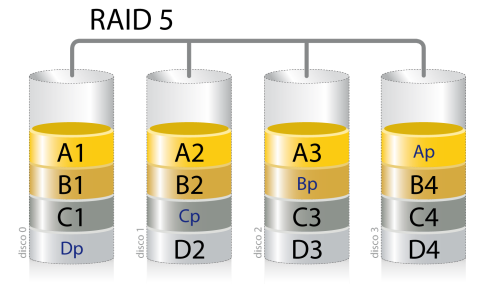 RAID 5
A1 A2 A3 Ap
B1 B2 Bp B4
C1 Cp C3 C4
Dp D2 D3 D4
disco 0 disco 1 disco 2 disco 3